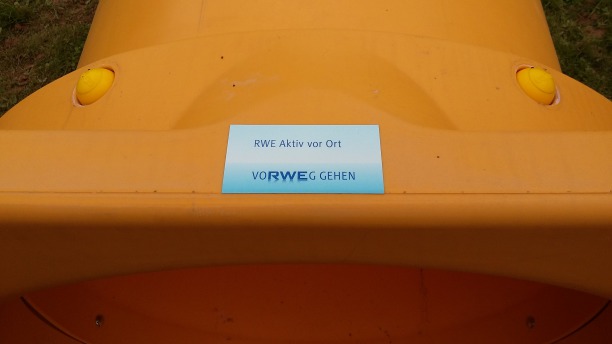 RWE Aktiv vor Ort
VORWEG GEHEN